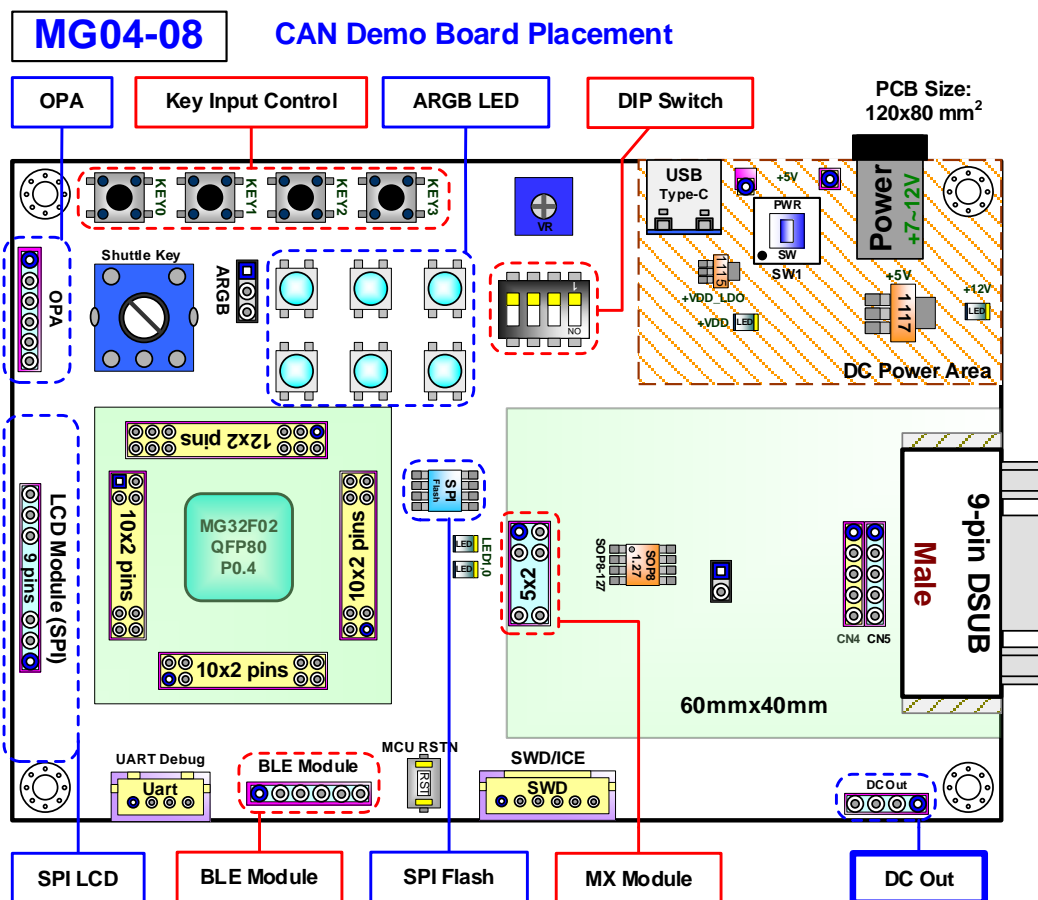 MG04-08
CAN Demo Board Placement
OPA
Key Input Control
ARGB LED
DIP Switch
PCB Size:
120x80 mm²
KEY0
KEY1
KEY2
KEY3
VR
USB
Type-C
+5V
PWR
SW
SW1
Power
+7~12V
Shuttle Key
ARGB
OPA
1
ON
1115
+VDD_LDO
+VDD
LED
+5V
1117
+12V
LED
DC Power Area
12x2 pins
10x2 pins
MG32F02
QFP80
P0.4
10x2 pins
10x2 pins
LCD Module (SPI)
9 pins
SPI
Flash
LED
LED
LED1,0
5x2
SOP8-127
SOP8
1.27
CN4
CN5
Male
9-pin DSUB
60mmx40mm
UART Debug
Uart
BLE Module
MCU RSTN
RST
SWD/ICE
SWD
DC Out
SPI LCD
BLE Module
SPI Flash
MX Module
DC Out